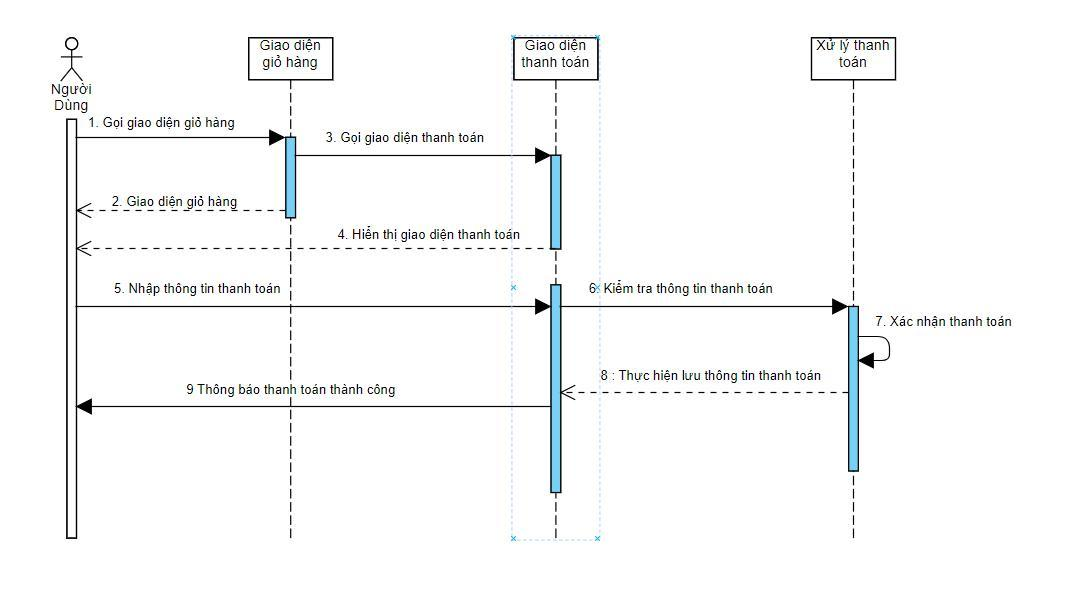 Giao diện
giỏ hàng
Giao diện
thanh toán
Xử lý thanh
toán
Người
Dùng
1. Gọi giao diện giỏ hàng
3. Gọi giao diện thanh toán
2. Giao diện giỏ hàng
4. Hiển thị giao diện thanh toán
5. Nhập thông tin thanh toán
6. Kiểm tra thông tin thanh toán
7. Xác nhận thanh toán
8 : Thực hiện lưu thông tin thanh toán
9 Thông báo thanh toán thành công